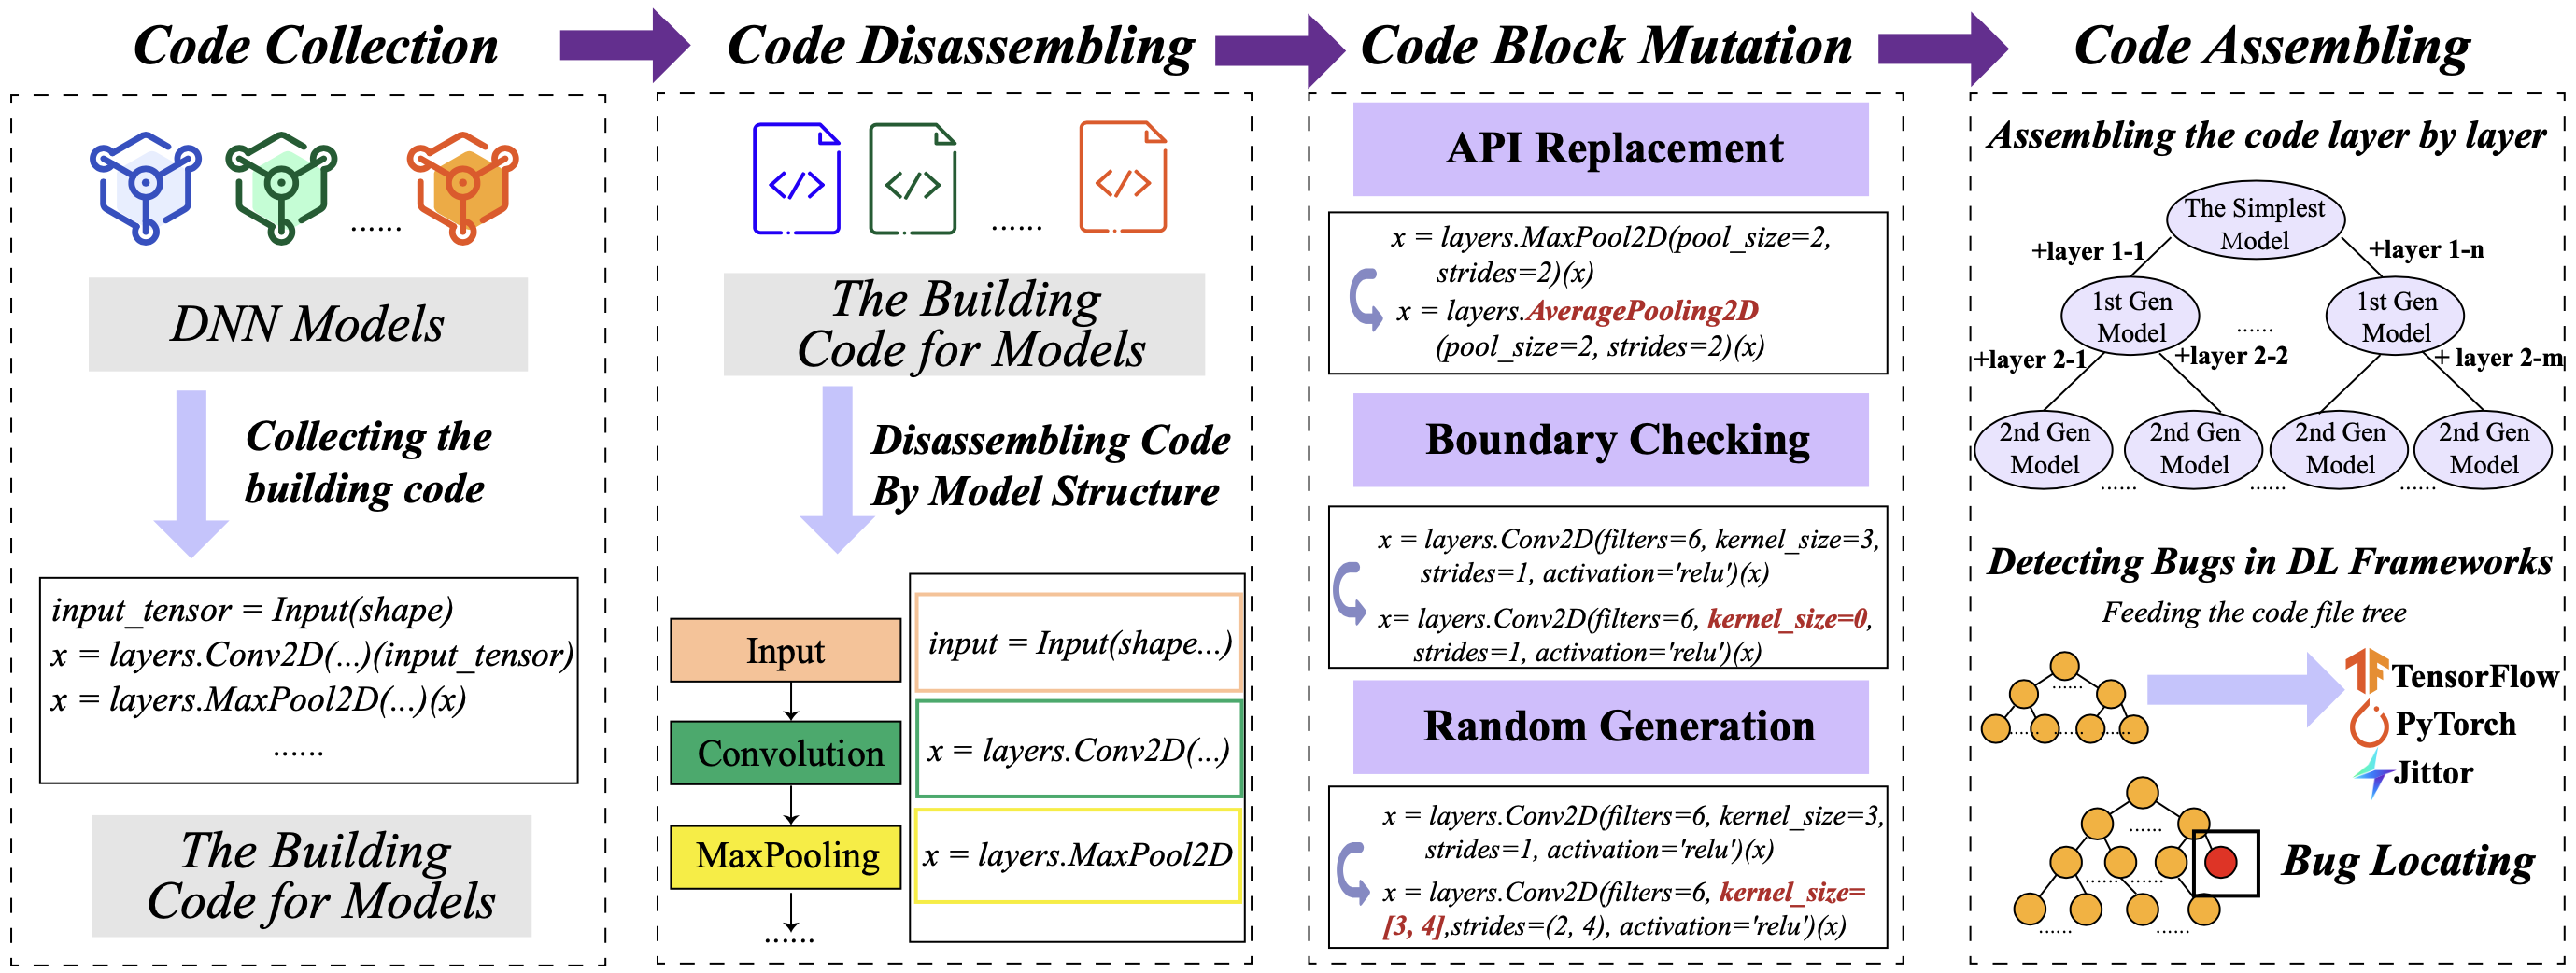 Code Collection
DNN Models
Collecting the
building code
input_tensor = Input(shape)
x = layers.Conv2D(...)(input_tensor)
x = layers.MaxPool2D(...)(x)
......
The Building
Code for Models
......
Code Disassembling
</>
</>
......
</>
The Building
Code for Models
Disassembling Code
By Model Structure
Input
input = Input(shape...)
Convolution
x = layers.Conv2D(...)
MaxPooling
x = layers.MaxPool2D
......
Code Block Mutation
API Replacement
x = layers.MaxPool2D(pool_size=2,
strides=2)(x)
x = layers.AveragePooling2D
(pool_size=2, strides=2)(x)
Boundary Checking
x = layers.Conv2D(filters=6, kernel_size=3,
strides=1, activation='relu')(x)
x= layers.Conv2D(filters=6, kernel_size=0,
strides=1, activation='relu')(x)
Random Generation
x = layers.Conv2D(filters=6, kernel_size=3,
strides=1, activation='relu')(x)
x = layers.Conv2D(filters=6, kernel_size=
[3, 4],strides=(2, 4), activation='relu')(x)
Code Assembling
Assembling the code layer by layer
The Simplest
Model
+layer 1-1
+layer 1-n
1st Gen
Model
......
1st Gen
Model
+layer 2-1
+layer 2-2
+ layer 2-m
2nd Gen
Model
......
2nd Gen
Model
......
2nd Gen
Model
......
2nd Gen
Model
Detecting Bugs in DL Frameworks
Feeding the code file tree
TensorFlow
PyTorch
Jittor
Bug Locating